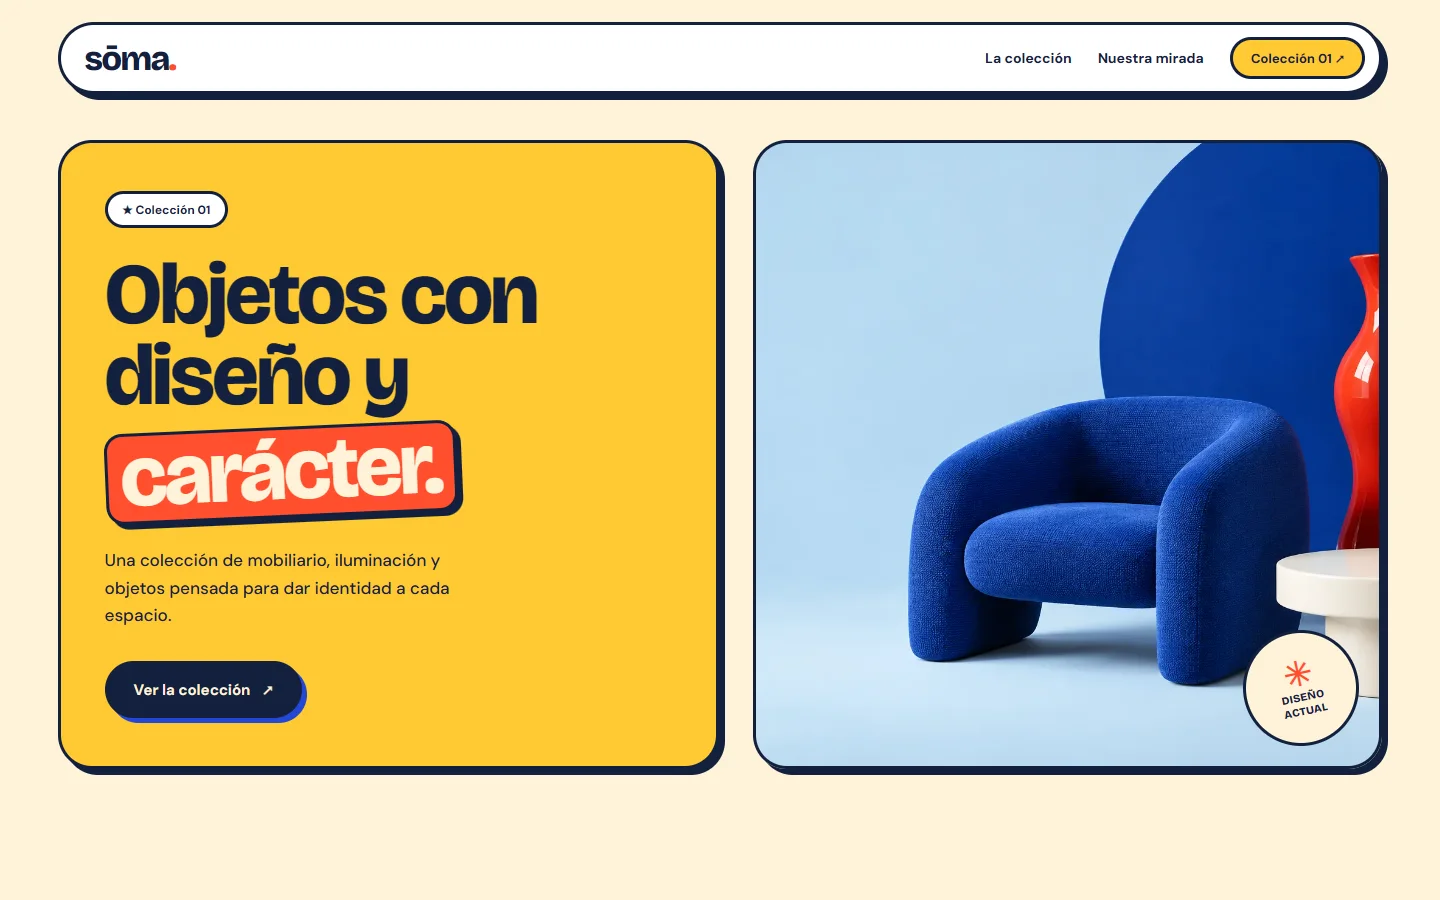 sōma.
La colección
Nuestra mirada
Colección 01 ↗
★ Colección 01
Objetos con
diseño y
carácter.
Una colección de mobiliario, iluminación y
objetos pensada para dar identidad a cada
espacio.
Ver la colección ↗
DISEÑO
ACTUAL